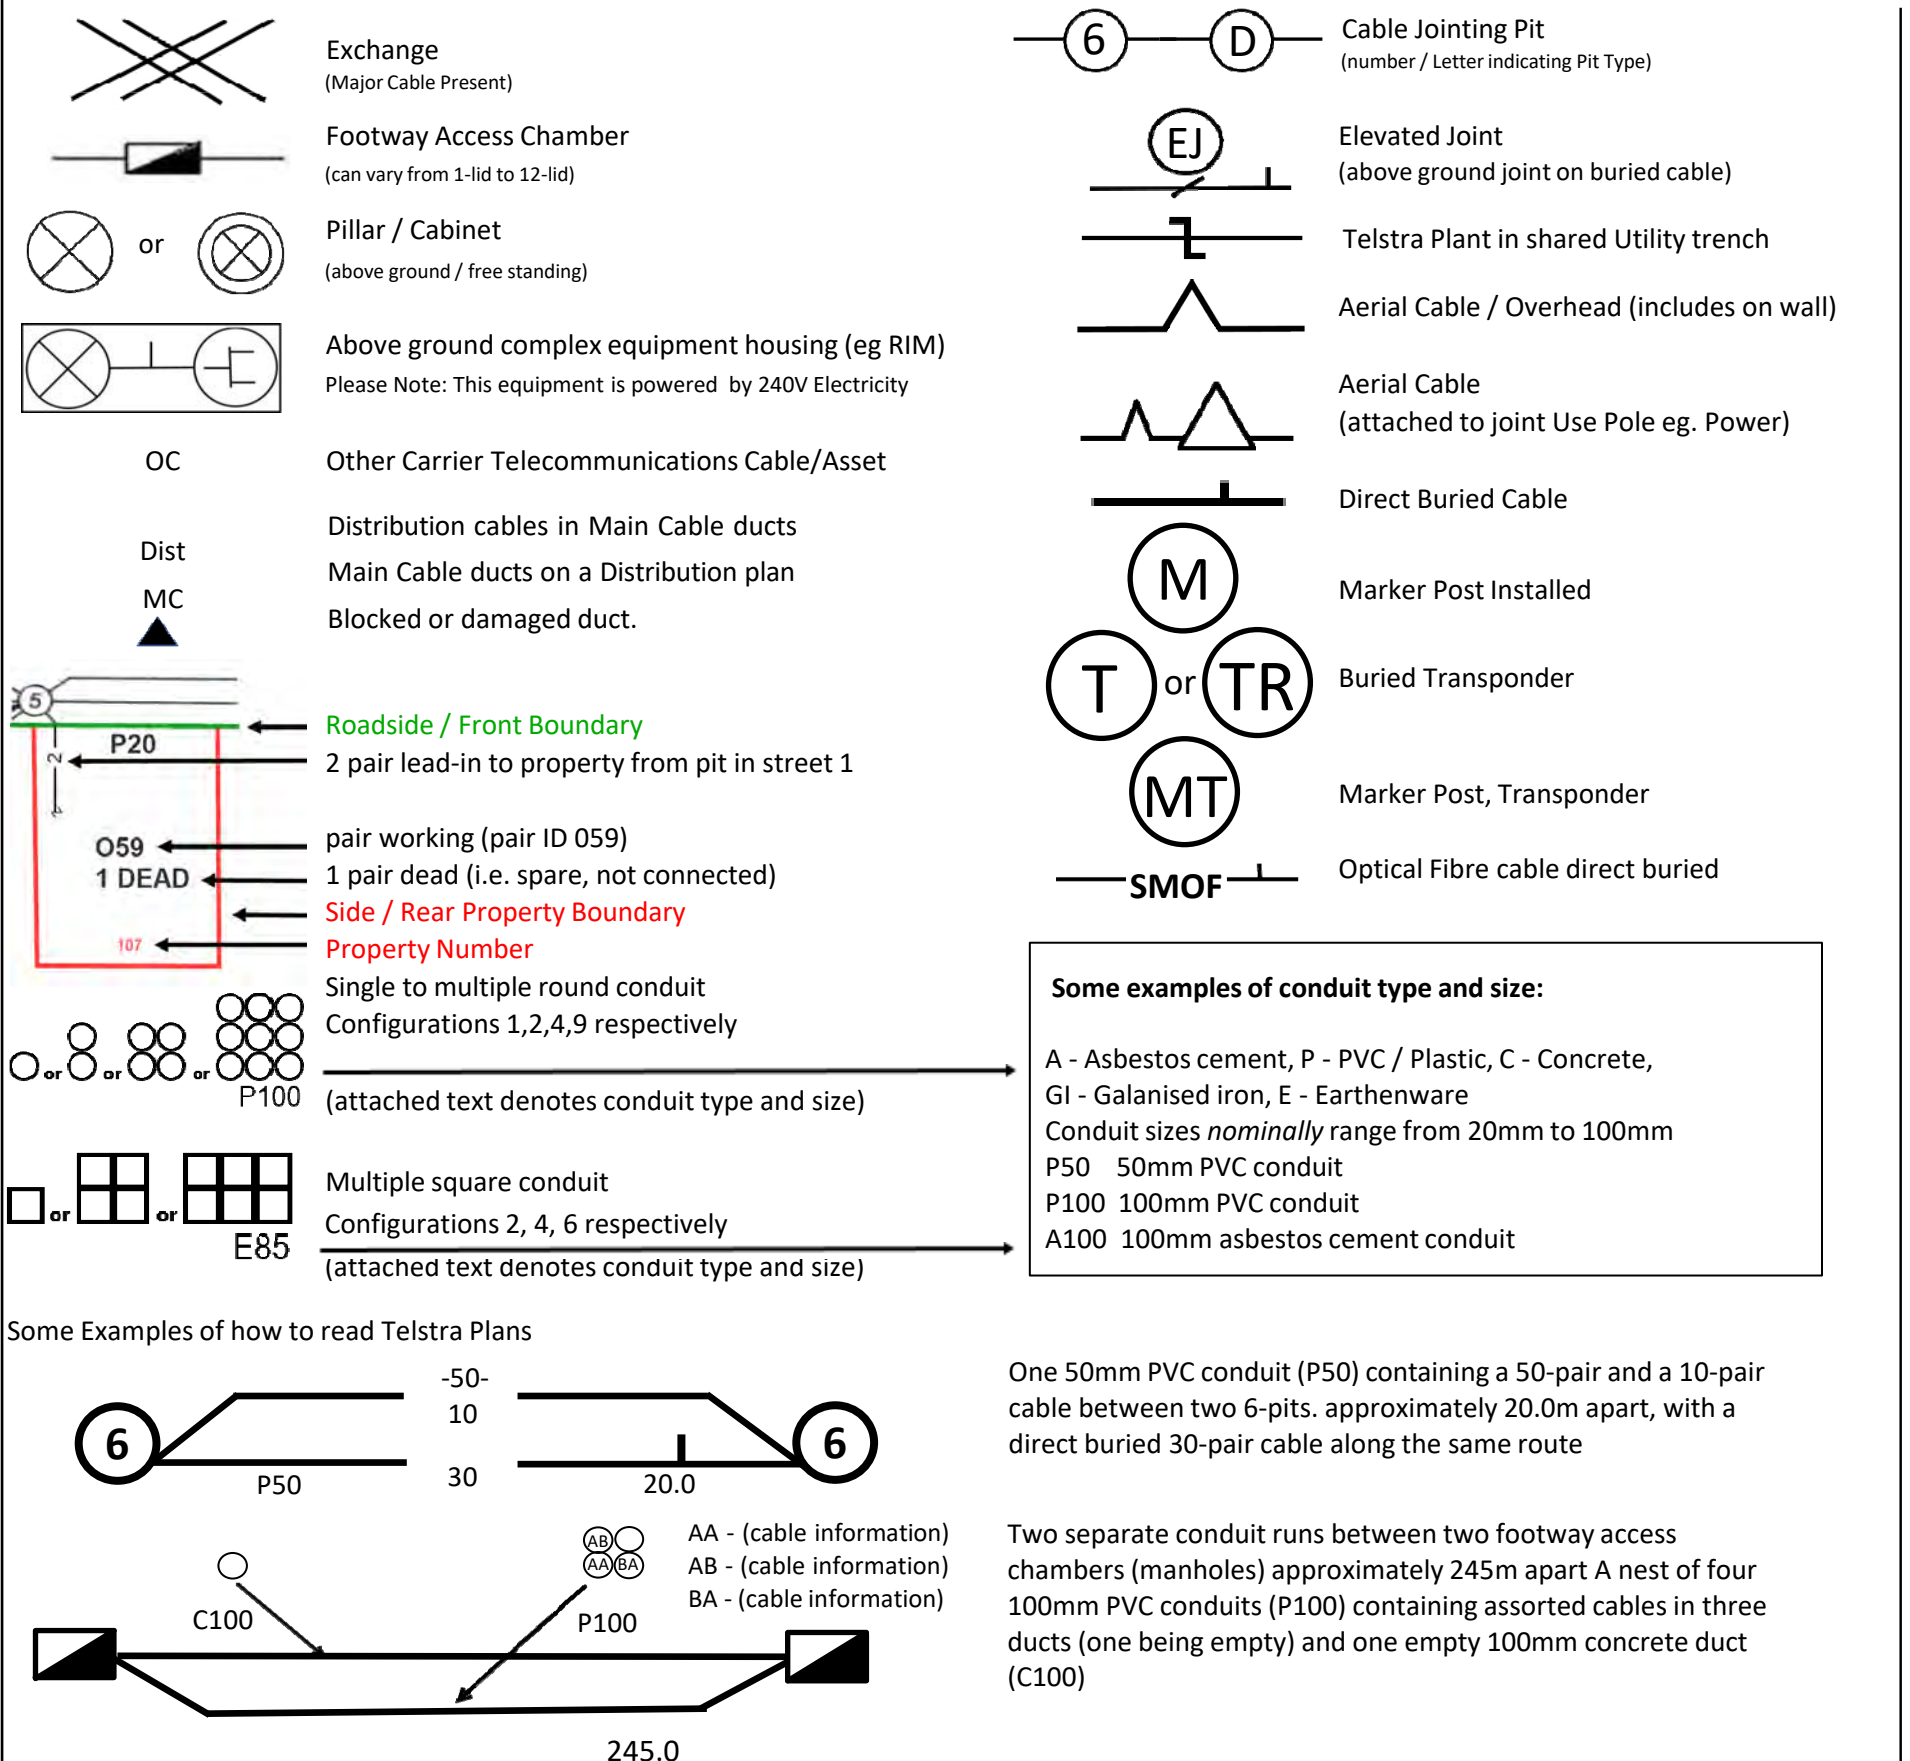 Exchange
(Major Cable Present)
Footway Access Chamber
(can vary from 1-lid to 12-lid)
or
Pillar / Cabinet
(above ground / free standing)
Above ground complex equipment housing (eg RIM)
Please Note: This equipment is powered by 240V Electricity
OC
Other Carrier Telecommunications Cable/Asset
Dist
Distribution cables in Main Cable ducts
MC
Main Cable ducts on a Distribution plan
Blocked or damaged duct.
5
P20
2
O59
1 DEAD
107
Roadside / Front Boundary
2 pair lead-in to property from pit in street 1
pair working (pair ID 059)
1 pair dead (i.e. spare, not connected)
Side / Rear Property Boundary
Property Number
Single to multiple round conduit
Configurations 1,2,4,9 respectively
or or or
P100
(attached text denotes conduit type and size)
or or
E85
Multiple square conduit
Configurations 2, 4, 6 respectively
(attached text denotes conduit type and size)
6 D
Cable Jointing Pit
(number / Letter indicating Pit Type)
EJ
Elevated Joint
(above ground joint on buried cable)
Telstra Plant in shared Utility trench
Aerial Cable / Overhead (includes on wall)
Aerial Cable
(attached to joint Use Pole eg. Power)
Direct Buried Cable
M
Marker Post Installed
T or TR
Buried Transponder
MT
Marker Post, Transponder
SMOF
Optical Fibre cable direct buried
Some examples of conduit type and size:
A - Asbestos cement, P - PVC / Plastic, C - Concrete,
GI - Galanised iron, E - Earthenware
Conduit sizes nominally range from 20mm to 100mm
P50 50mm PVC conduit
P100 100mm PVC conduit
A100 100mm asbestos cement conduit
Some Examples of how to read Telstra Plans
-50-
10
6 6
P50 30 20.0
One 50mm PVC conduit (P50) containing a 50-pair and a 10-pair
cable between two 6-pits. approximately 20.0m apart, with a
direct buried 30-pair cable along the same route
AB
AA BA
AA - (cable information)
AB - (cable information)
BA - (cable information)
C100
P100
245.0
Two separate conduit runs between two footway access
chambers (manholes) approximately 245m apart A nest of four
100mm PVC conduits (P100) containing assorted cables in three
ducts (one being empty) and one empty 100mm concrete duct
(C100)